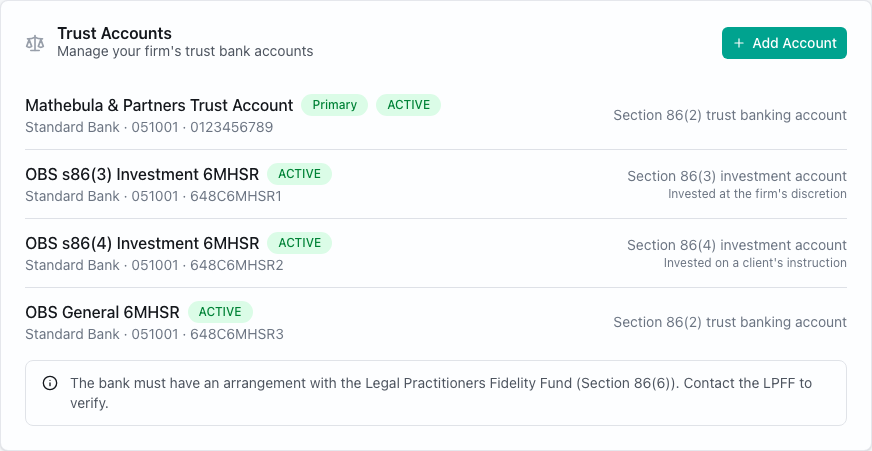 Trust Accounts
Manage your firm's trust bank accounts
+ Add Account
Mathebula & Partners Trust Account Primary ACTIVE
Standard Bank · 051001 · 0123456789
Section 86(2) trust banking account
OBS s86(3) Investment 6MHSR ACTIVE
Standard Bank · 051001 · 648C6MHSR1
Section 86(3) investment account
Invested at the firm's discretion
OBS s86(4) Investment 6MHSR ACTIVE
Standard Bank · 051001 · 648C6MHSR2
Section 86(4) investment account
Invested on a client's instruction
OBS General 6MHSR ACTIVE
Standard Bank · 051001 · 648C6MHSR3
Section 86(2) trust banking account
The bank must have an arrangement with the Legal Practitioners Fidelity Fund (Section 86(6)). Contact the LPFF to
verify.